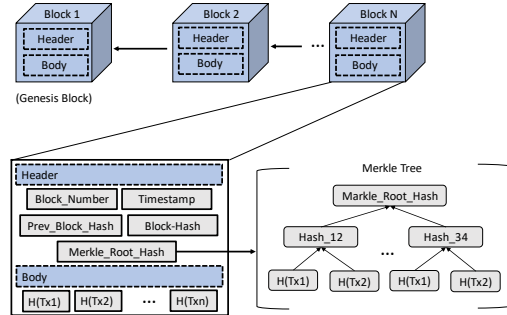 Block 1 Block 2 Block N
Header Header ... Header
Body Body Body
(Genesis Block)
Header
Block_Number Timestamp
Prev_Block_Hash Block-Hash
Merkle_Root_Hash
Body
H(Tx1) H(Tx2) ... H(Txn)
Merkle Tree
Markle_Root_Hash
Hash_12 ... Hash_34
H(Tx1) H(Tx2) H(Tx1) H(Tx2)